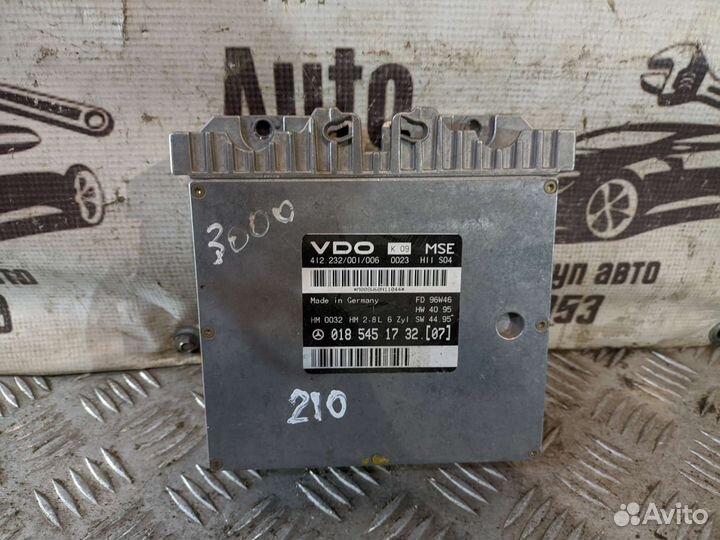 Auto
уп авто
253
3000
VDO K 09 MSE
412.232/001/006 0023 H11 S04
Made in Germany FD 96W46
HW 40 95
HM 0032 HM 2.8L 6 Zyl SW 44.95
018 545 17 32 [07]
210
Avito